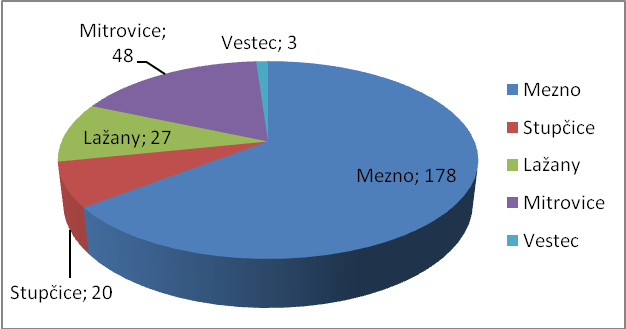 Mitrovice;
48
Vestec; 3
Lažany; 27
Mezno; 178
Stupčice; 20
Mezno
Stupčice
Lažany
Mitrovice
Vestec